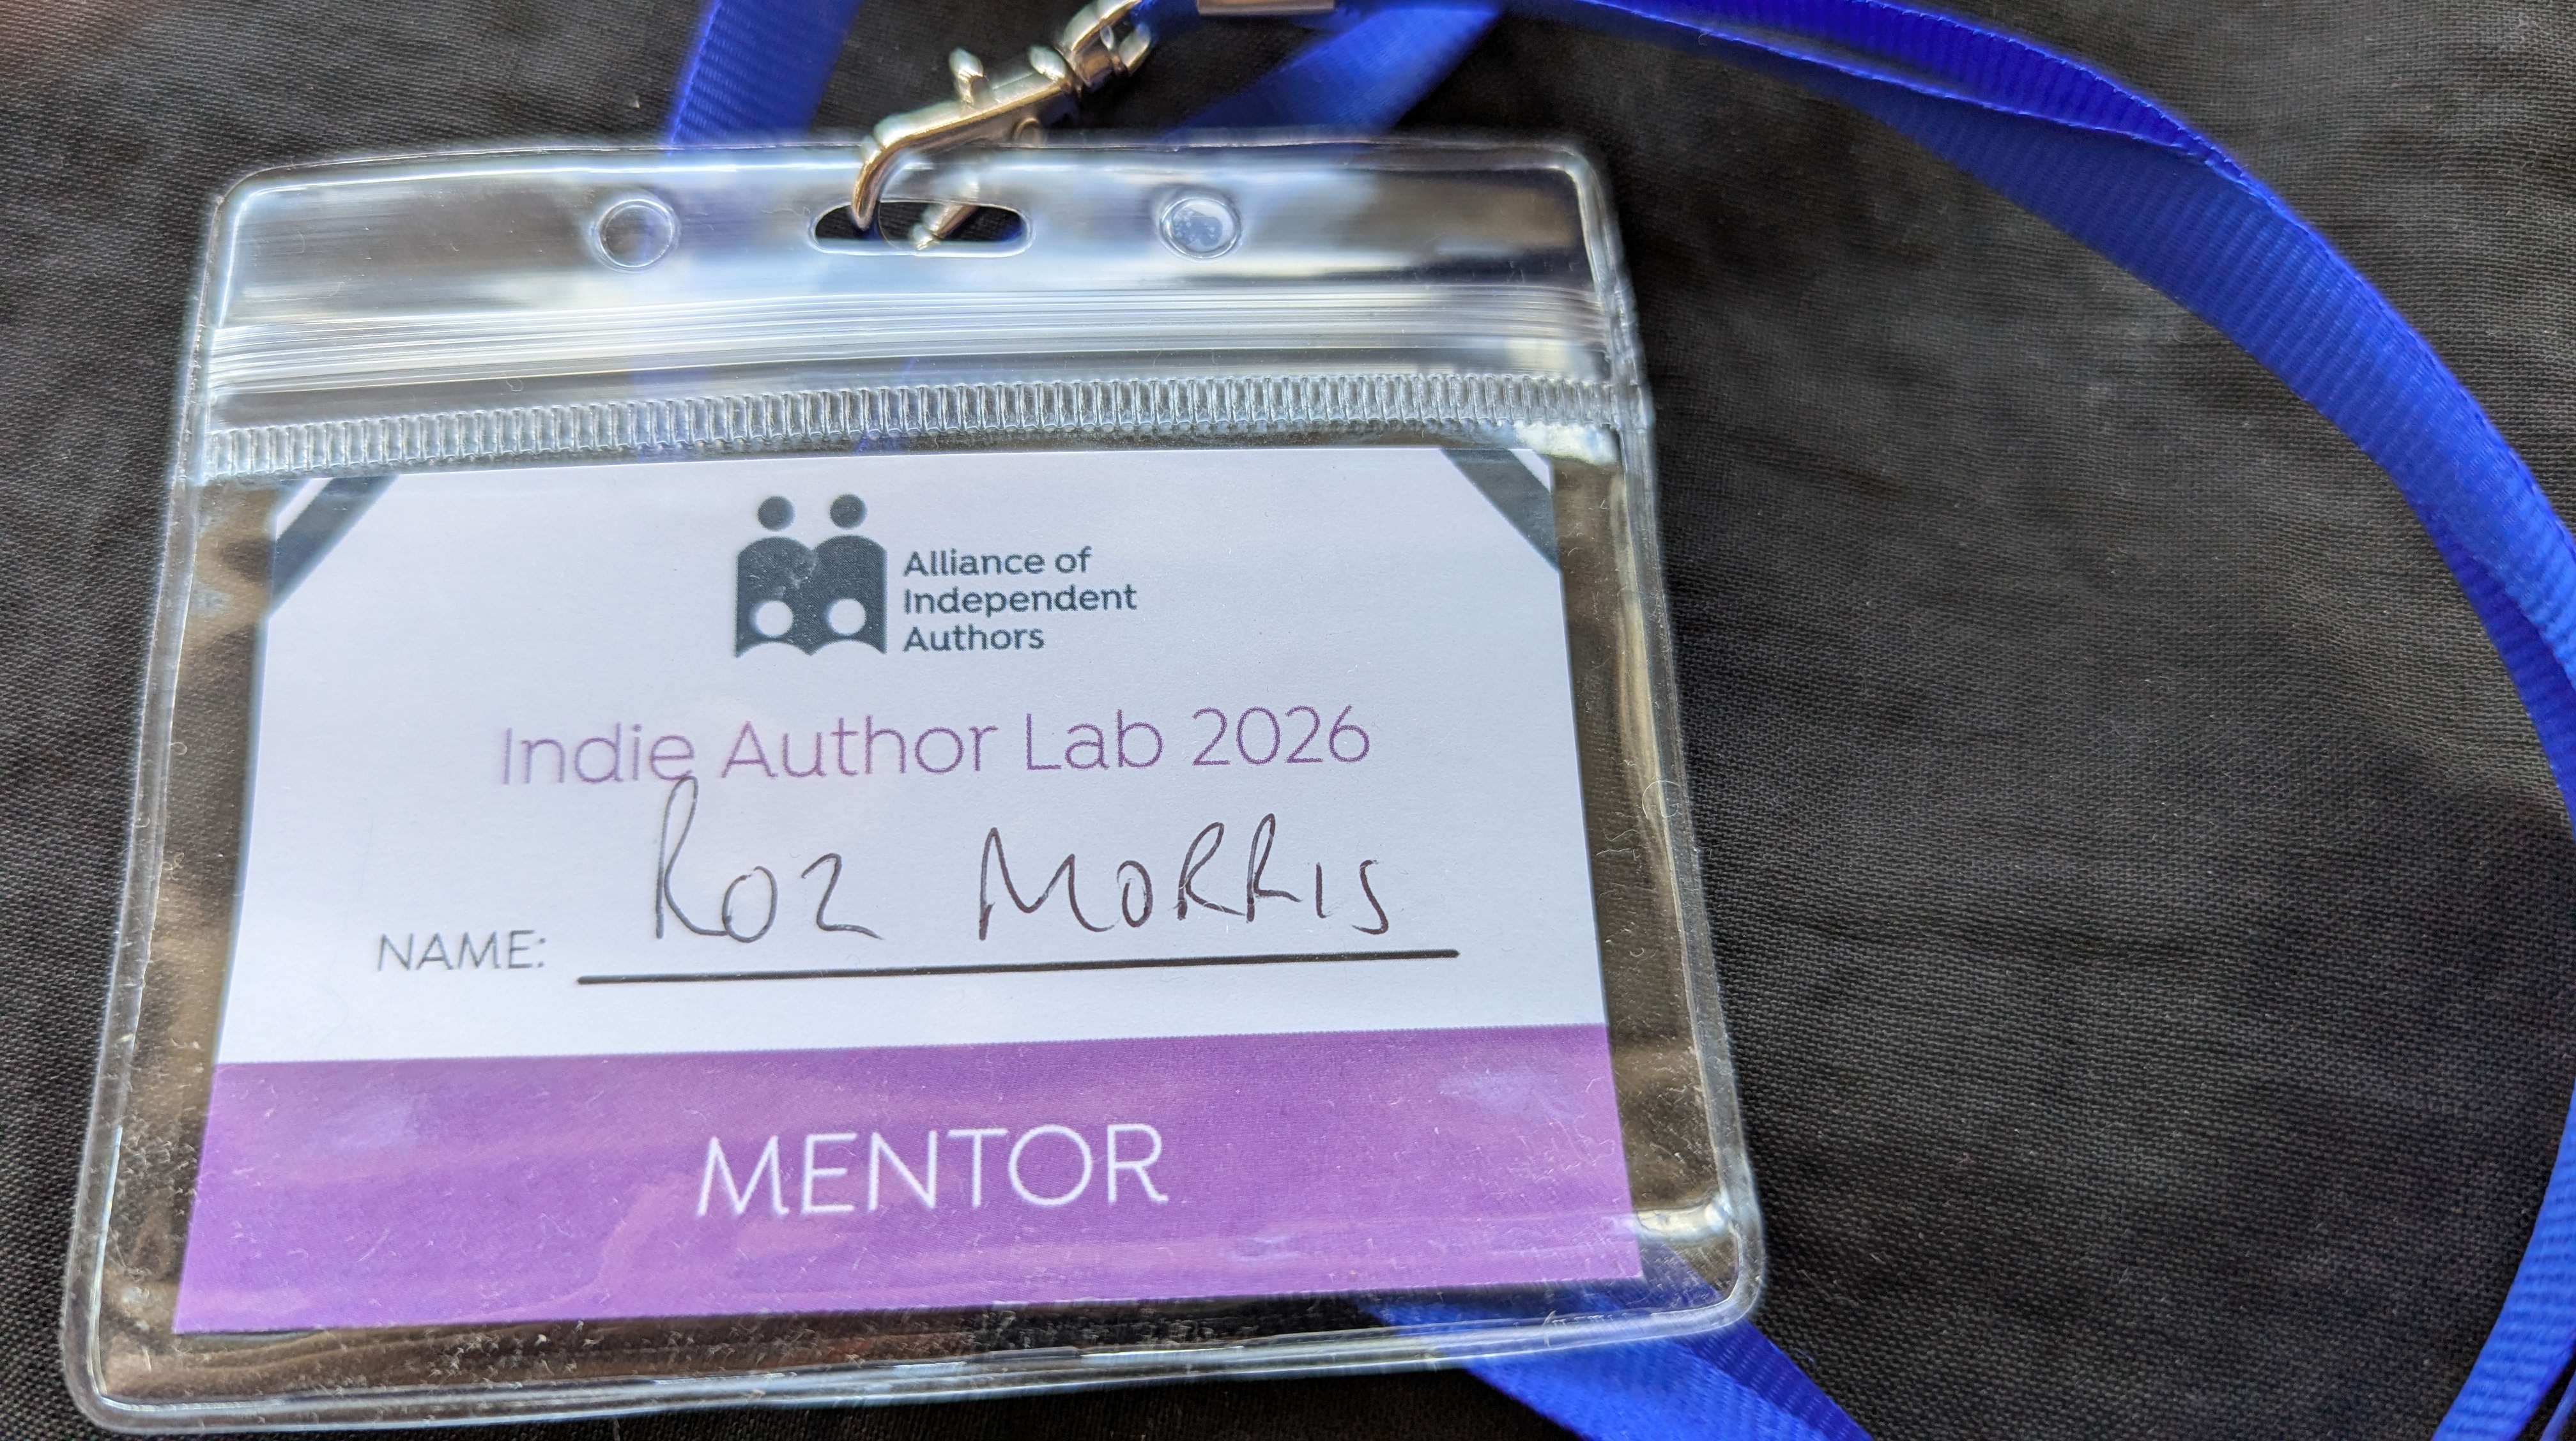 Alliance of
Independent
Authors
Indie Author Lab 2026
NAME: Roz MORRIS
MENTOR